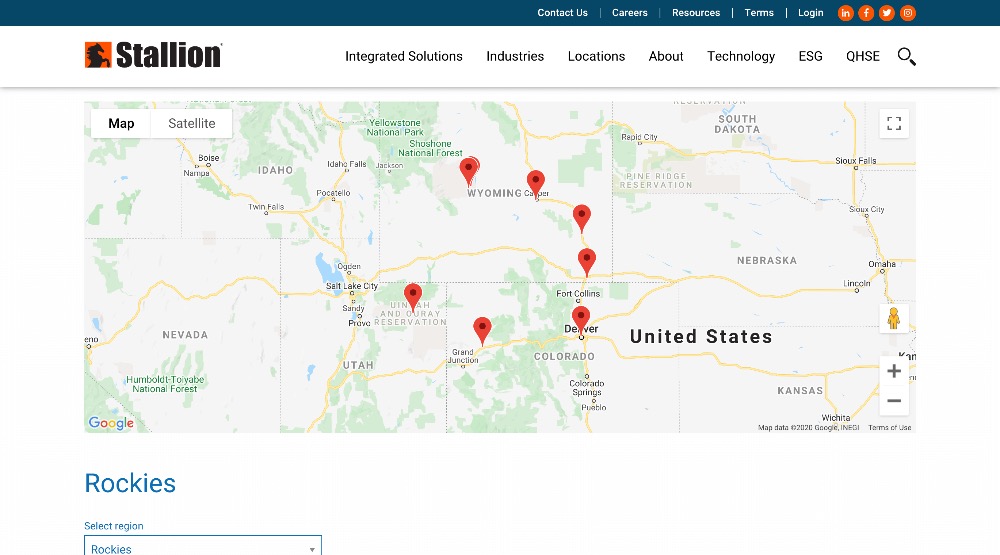 Contact Us
Careers
Resources
Terms
Login
Stallion
Integrated Solutions
Industries
Locations
About
Technology
ESG
QHSE
Map
Satellite
Yellowstone
National Park
Shoshone
National Forest
Boise
Nampa
IDAHO
Idaho Falls
Jackson
Pocatello
Twin Falls
WYOMING
Casper
RESERVATION
SOUTH
DAKOTA
Rapid City
PINE RIDGE
RESERVATION
Sioux Falls
Sioux City
NEBRASKA
Omaha
Lincoln
Ogden
Salt Lake City
Sandy
Provo
UINTAH
AND OURAY
RESERVATION
Fort Collins
Denver
United States
NEVADA
UTAH
Grand
Junction
COLORADO
Colorado
Springs
Pueblo
KANSAS
Wichita
Humboldt-Toiyabe
National Forest
Google
Map data ©2020 Google, INEGI
Terms of Use
Rockies
Select region
Rockies